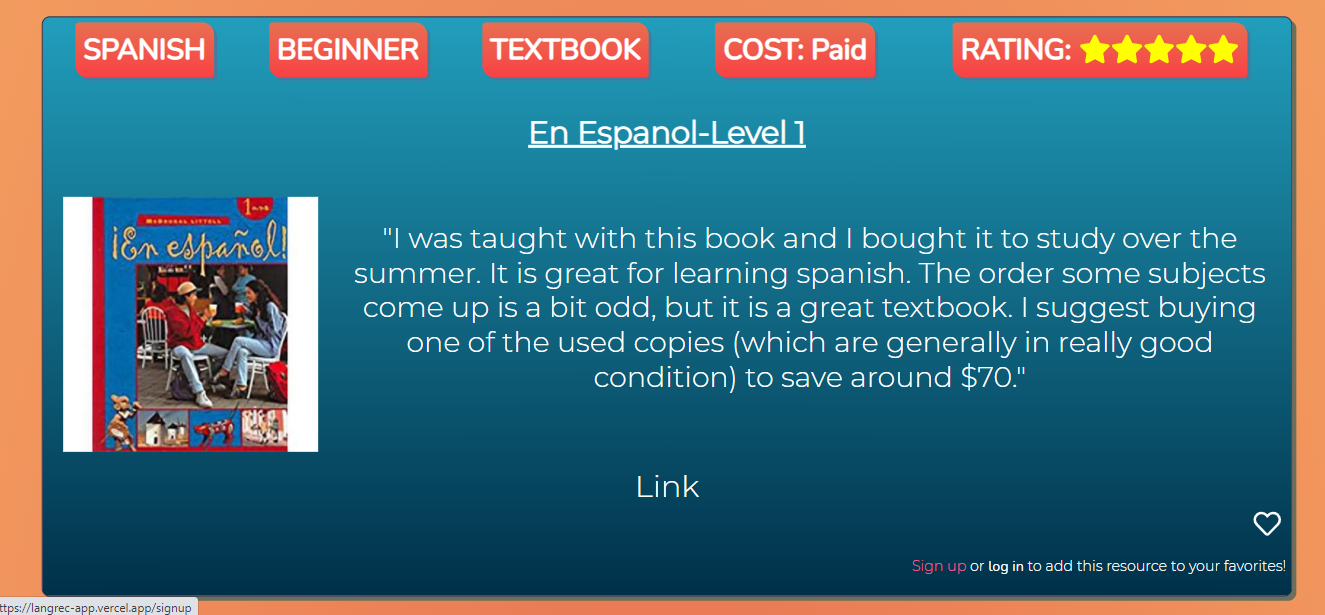 SPANISH
BEGINNER
TEXTBOOK
COST: Paid
RATING:
En Espanol-Level 1
1
McDOUGAL LITTELL
¡En español!
"I was taught with this book and I bought it to study over the
summer. It is great for learning spanish. The order some subjects
come up is a bit odd, but it is a great textbook. I suggest buying
one of the used copies (which are generally in really good
condition) to save around $70."
Link
Sign up or log in to add this resource to your favorites!
ttps://langrec-app.vercel.app/signup